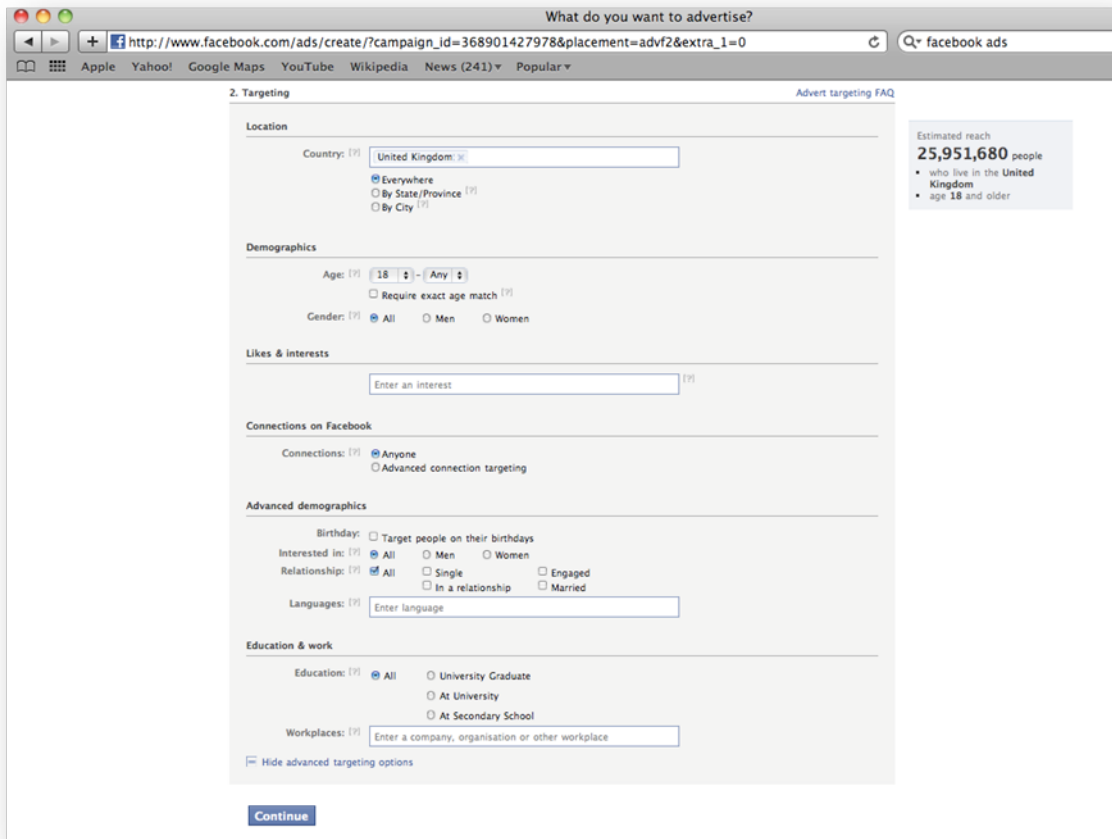 What do you want to advertise?
http://www.facebook.com/ads/create/?campaign_id=368901427978&placement=advf2&extra_1=0
facebook ads
Apple Yahoo! Google Maps YouTube Wikipedia News (241) Popular
2. Targeting Advert targeting FAQ
Location
Country: [?] United Kingdom x
Everywhere
By State/Province [?]
By City [?]
Estimated reach
25,951,680 people
who live in the United
Kingdom
age 18 and older
Demographics
Age: [?] 18 - Any
Require exact age match [?]
Gender: [?] All Men Women
Likes & interests
Enter an interest [?]
Connections on Facebook
Connections: [?] Anyone
Advanced connection targeting
Advanced demographics
Birthday: Target people on their birthdays
Interested in: [?] All Men Women
Relationship: [?] All Single Engaged
In a relationship Married
Languages: [?] Enter language
Education & work
Education: [?] All University Graduate
At University
At Secondary School
Workplaces: [?] Enter a company, organisation or other workplace
Hide advanced targeting options
Continue